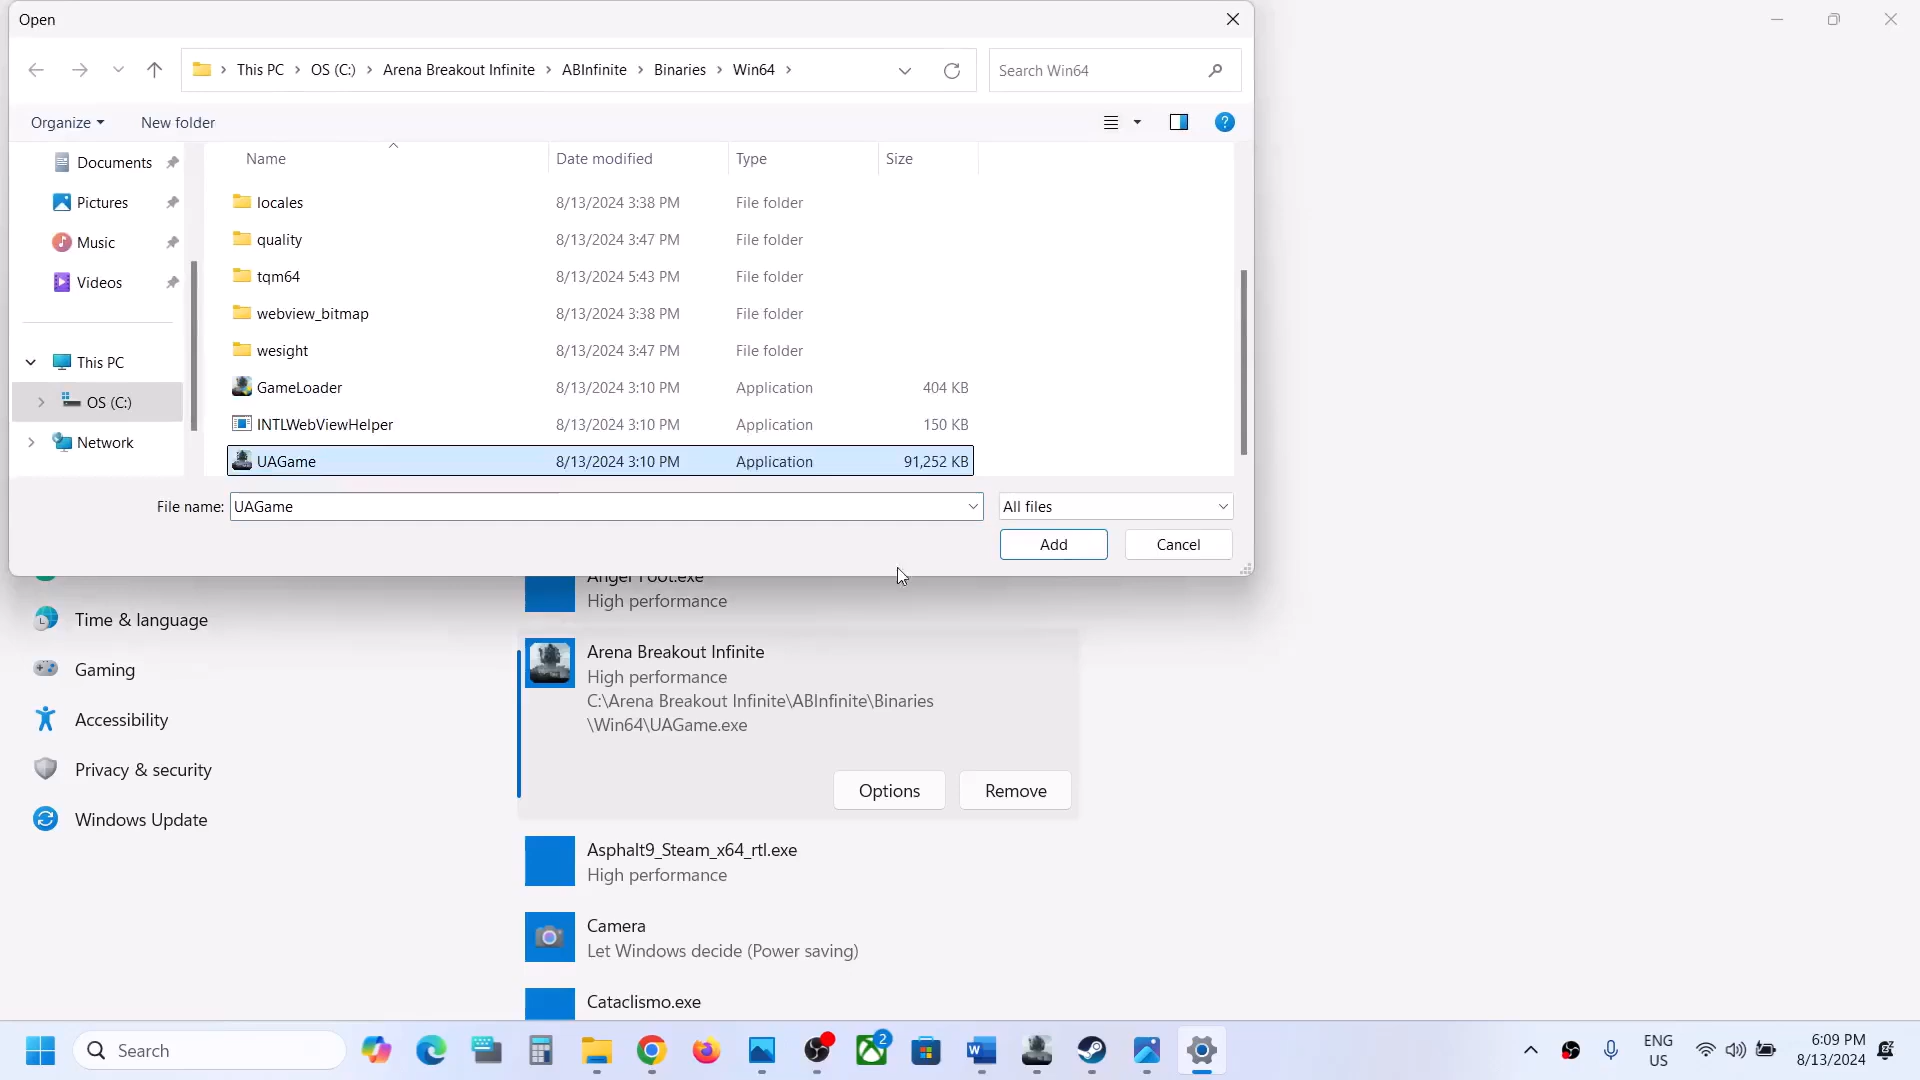 Open
This PC
OS (C:)
Arena Breakout Infinite
ABInfinite
Binaries
Win64
Search Win64
Organize
New folder
Documents
Pictures
Music
Videos
This PC
OS (C:)
Network
Name Date modified Type Size
locales 8/13/2024 3:38 PM File folder
quality 8/13/2024 3:47 PM File folder
tqm64 8/13/2024 5:43 PM File folder
webview_bitmap 8/13/2024 3:38 PM File folder
wesight 8/13/2024 3:47 PM File folder
GameLoader 8/13/2024 3:10 PM Application 404 KB
INTLWebViewHelper 8/13/2024 3:10 PM Application 150 KB
UAGame 8/13/2024 3:10 PM Application 91,252 KB
File name: UAGame
All files
Add
Cancel
Time & language
Gaming
Accessibility
Privacy & security
Windows Update
Anger Foot.exe
High performance
Arena Breakout Infinite
High performance
C:\Arena Breakout Infinite\ABInfinite\Binaries
\Win64\UAGame.exe
Options
Remove
Asphalt9_Steam_x64_rtl.exe
High performance
Camera
Let Windows decide (Power saving)
Cataclismo.exe
Search
2
ENG
US
6:09 PM
8/13/2024